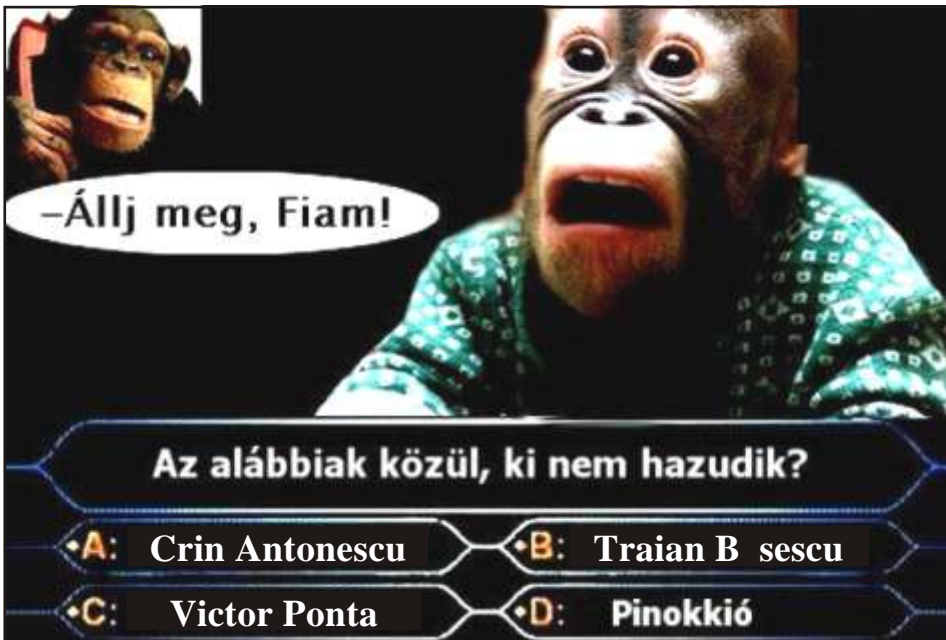 –Állj meg, Fiam!
Az alábbiak közül, ki nem hazudik?
A: Crin Antonescu
B: Traian B sescu
C: Victor Ponta
D: Pinokkió